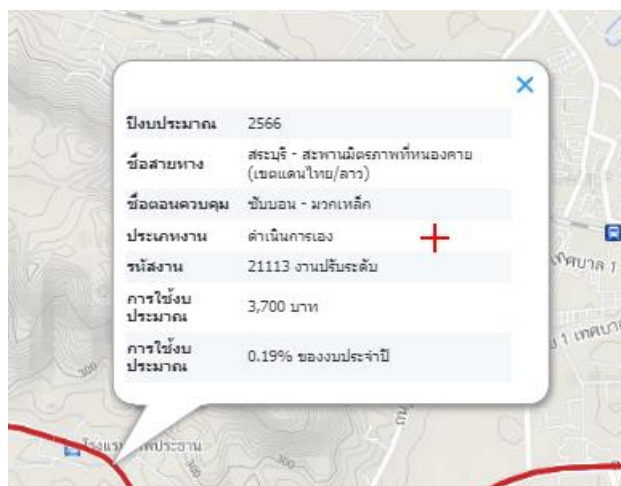 ปีงบประมาณ 2566
ชื่อสายทาง สระบุรี - สะพานมิตรภาพที่หนองคาย
(เขตแดนไทย/ลาว)
ชื่อตอนควบคุม ซับบอน - มวกเหล็ก
ประเภทงาน ดำเนินการเอง
รหัสงาน 21113 งานปรับระดับ
การใช้งบ
ประมาณ 3,700 บาท
การใช้งบ
ประมาณ 0.19% ของงบประจำปี
เทศบาล 1
1 เทศบาล
300
300
300